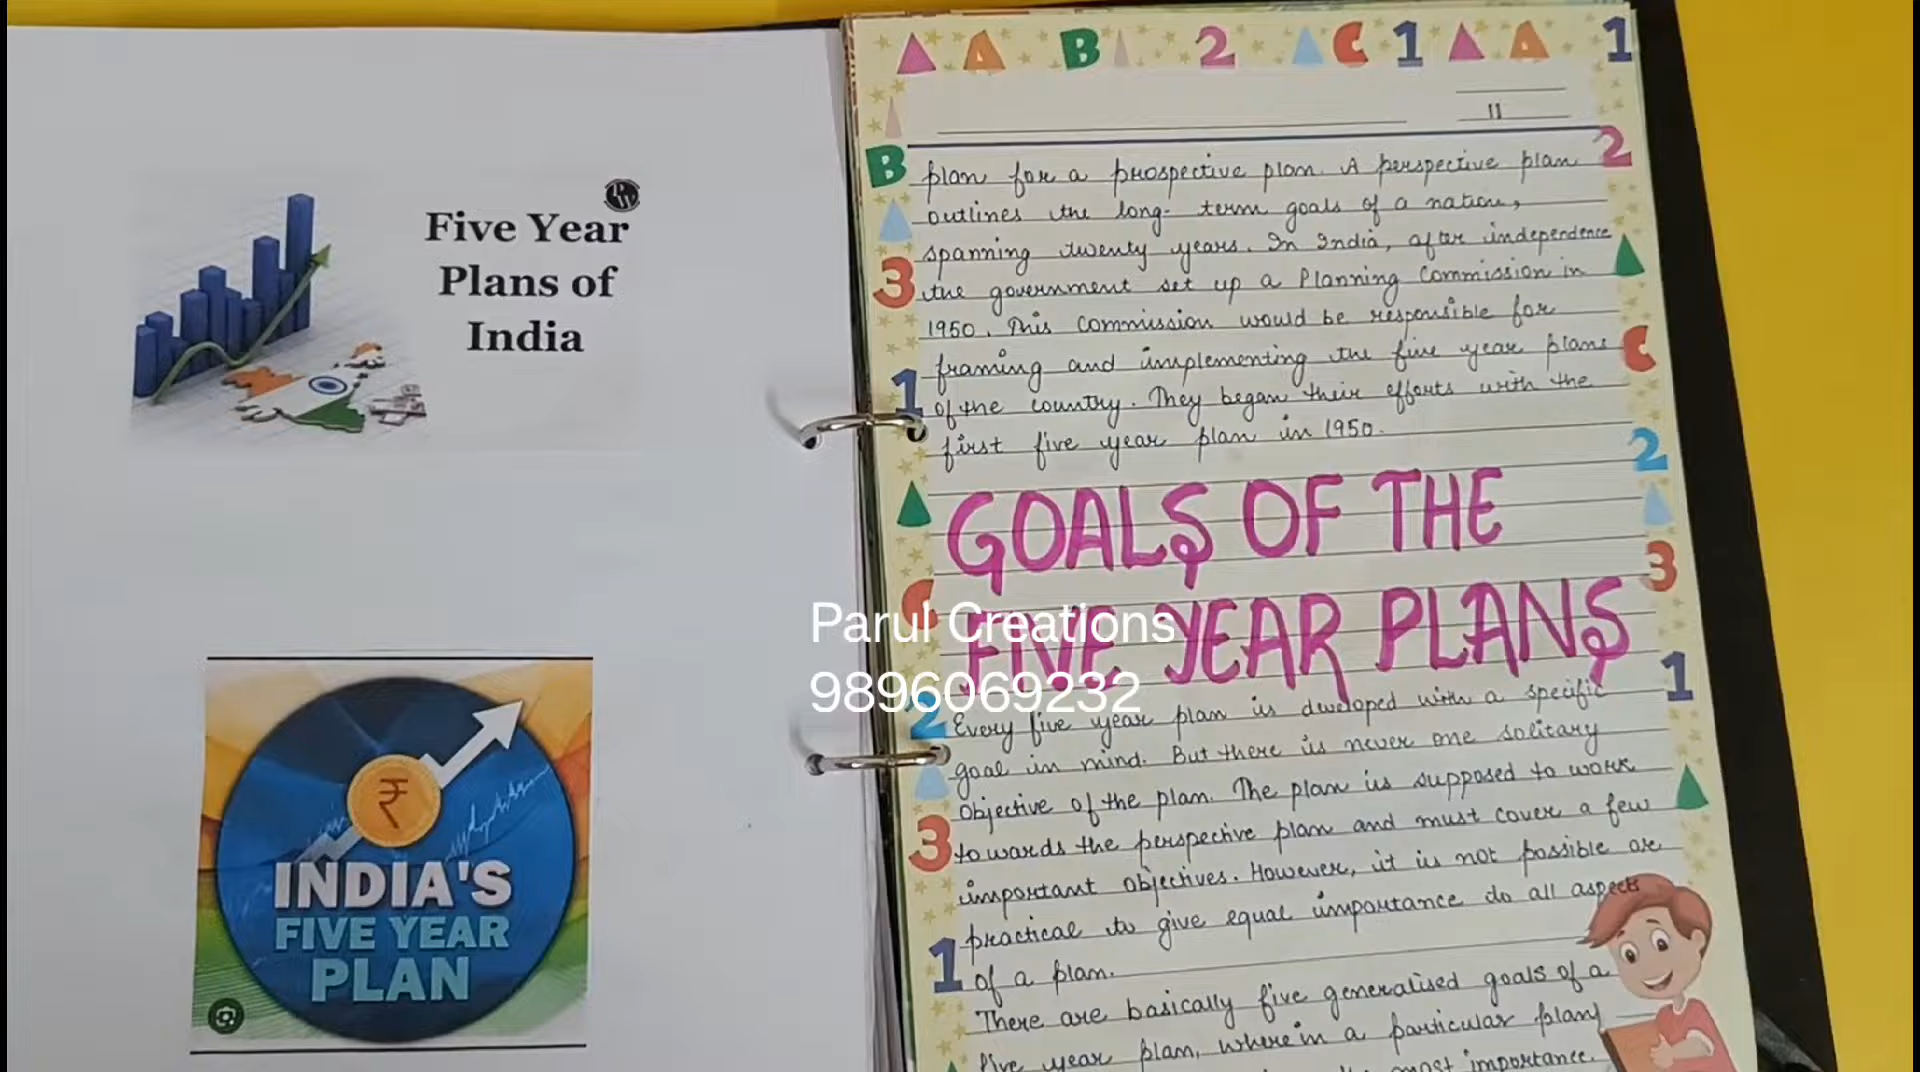 Five Year
Plans of
India
INDIA'S
FIVE YEAR
PLAN
11
plan for a prospective plan. A perspective plan
outlines the long- term goals of a nation,
spanning twenty years. In India, after independence
the government set up a Planning Commission in
1950. This commission would be responsible for
framing and implementing the five year plans
of the country. They began their efforts with the
first five year plan in 1950.
GOALS OF THE
FIVE YEAR PLANS
Every five year plan is developed with a specific
goal in mind. But there is never one solitary
objective of the plan. The plan is supposed to work
towards the perspective plan and must cover a few
important objectives. However, it is not possible or
practical to give equal importance do all aspects
of a plan.
There are basically five generalised goals of a
five year plan, wherein a particular plan
most importance.
Parul Creations
9896069232